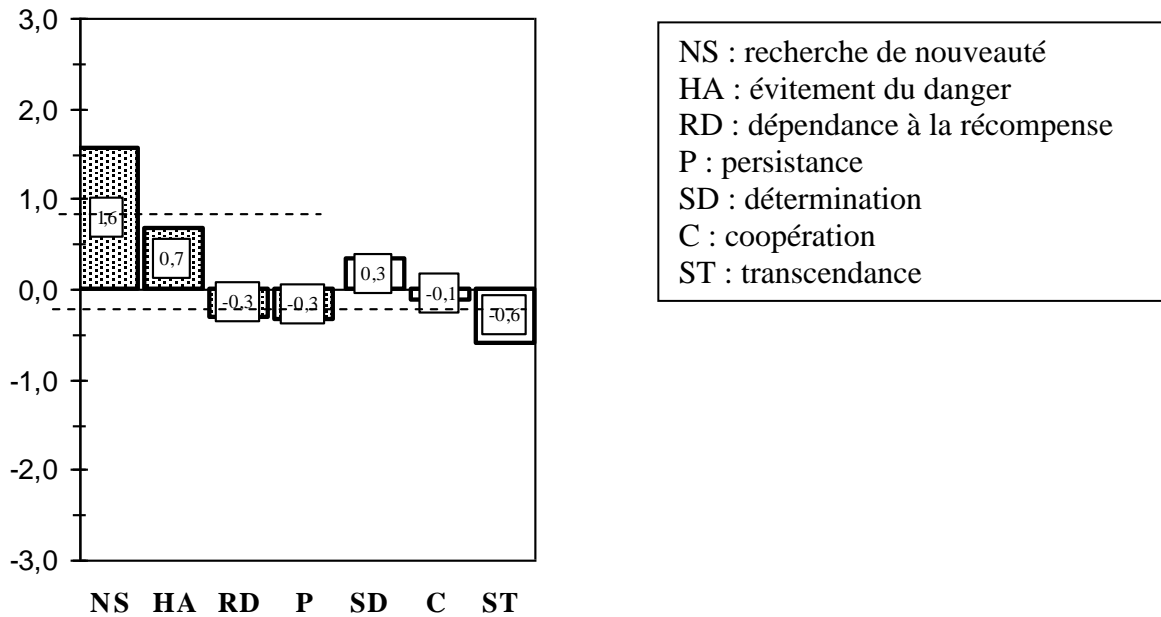 3,0
2,0
1,0
0,0
-1,0
-2,0
-3,0
1,6
0,7
-0,3
-0,3
0,3
-0,1
-0,6
NS HA RD P SD C ST
NS : recherche de nouveauté
HA : évitement du danger
RD : dépendance à la récompense
P : persistance
SD : détermination
C : coopération
ST : transcendance